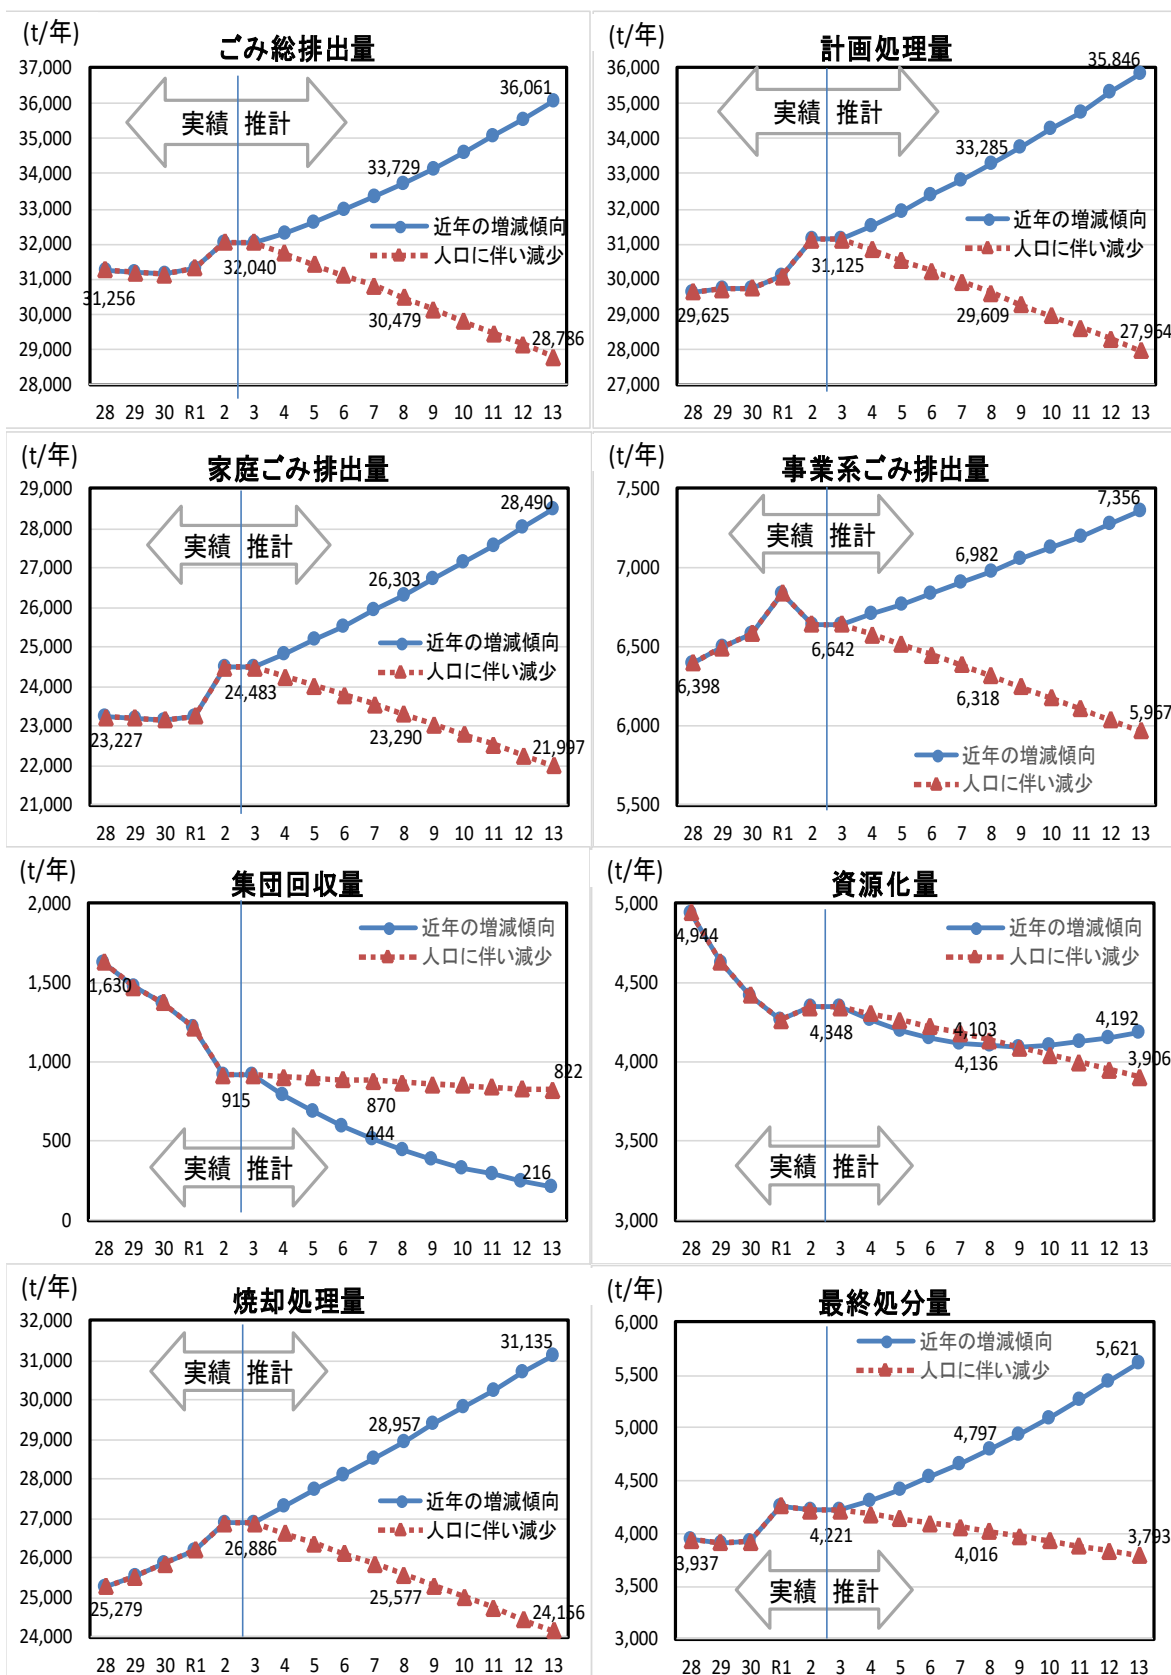 (t/年)
ごみ総排出量
37,000
36,000
35,000
34,000
33,000
32,000
31,000
30,000
29,000
28,000
実績 推計
36,061
33,729
近年の増減傾向
人口に伴い減少
32,040
31,256
30,479
28,786
28 29 30 R1 2 3 4 5 6 7 8 9 10 11 12 13
(t/年)
計画処理量
36,000
35,000
34,000
33,000
32,000
31,000
30,000
29,000
28,000
27,000
実績 推計
35,846
33,285
近年の増減傾向
人口に伴い減少
31,125
29,625
29,609
27,964
28 29 30 R1 2 3 4 5 6 7 8 9 10 11 12 13
(t/年)
家庭ごみ排出量
29,000
28,000
27,000
26,000
25,000
24,000
23,000
22,000
21,000
実績 推計
28,490
26,303
近年の増減傾向
人口に伴い減少
24,483
23,227
23,290
21,997
28 29 30 R1 2 3 4 5 6 7 8 9 10 11 12 13
(t/年)
事業系ごみ排出量
7,500
7,000
6,500
6,000
5,500
実績 推計
7,356
6,982
6,642
6,398
6,318
5,967
近年の増減傾向
人口に伴い減少
28 29 30 R1 2 3 4 5 6 7 8 9 10 11 12 13
(t/年)
集団回収量
2,000
1,500
1,000
500
0
近年の増減傾向
人口に伴い減少
1,630
915
870
822
444
216
実績 推計
28 29 30 R1 2 3 4 5 6 7 8 9 10 11 12 13
(t/年)
資源化量
5,000
4,500
4,000
3,500
3,000
近年の増減傾向
人口に伴い減少
4,944
4,348
4,103
4,136
4,192
3,906
実績 推計
28 29 30 R1 2 3 4 5 6 7 8 9 10 11 12 13
(t/年)
焼却処理量
32,000
31,000
30,000
29,000
28,000
27,000
26,000
25,000
24,000
実績 推計
31,135
28,957
近年の増減傾向
人口に伴い減少
26,886
25,279
25,577
24,156
28 29 30 R1 2 3 4 5 6 7 8 9 10 11 12 13
(t/年)
最終処分量
6,000
5,500
5,000
4,500
4,000
3,500
3,000
近年の増減傾向
人口に伴い減少
5,621
4,797
4,221
3,937
4,016
3,793
実績 推計
28 29 30 R1 2 3 4 5 6 7 8 9 10 11 12 13